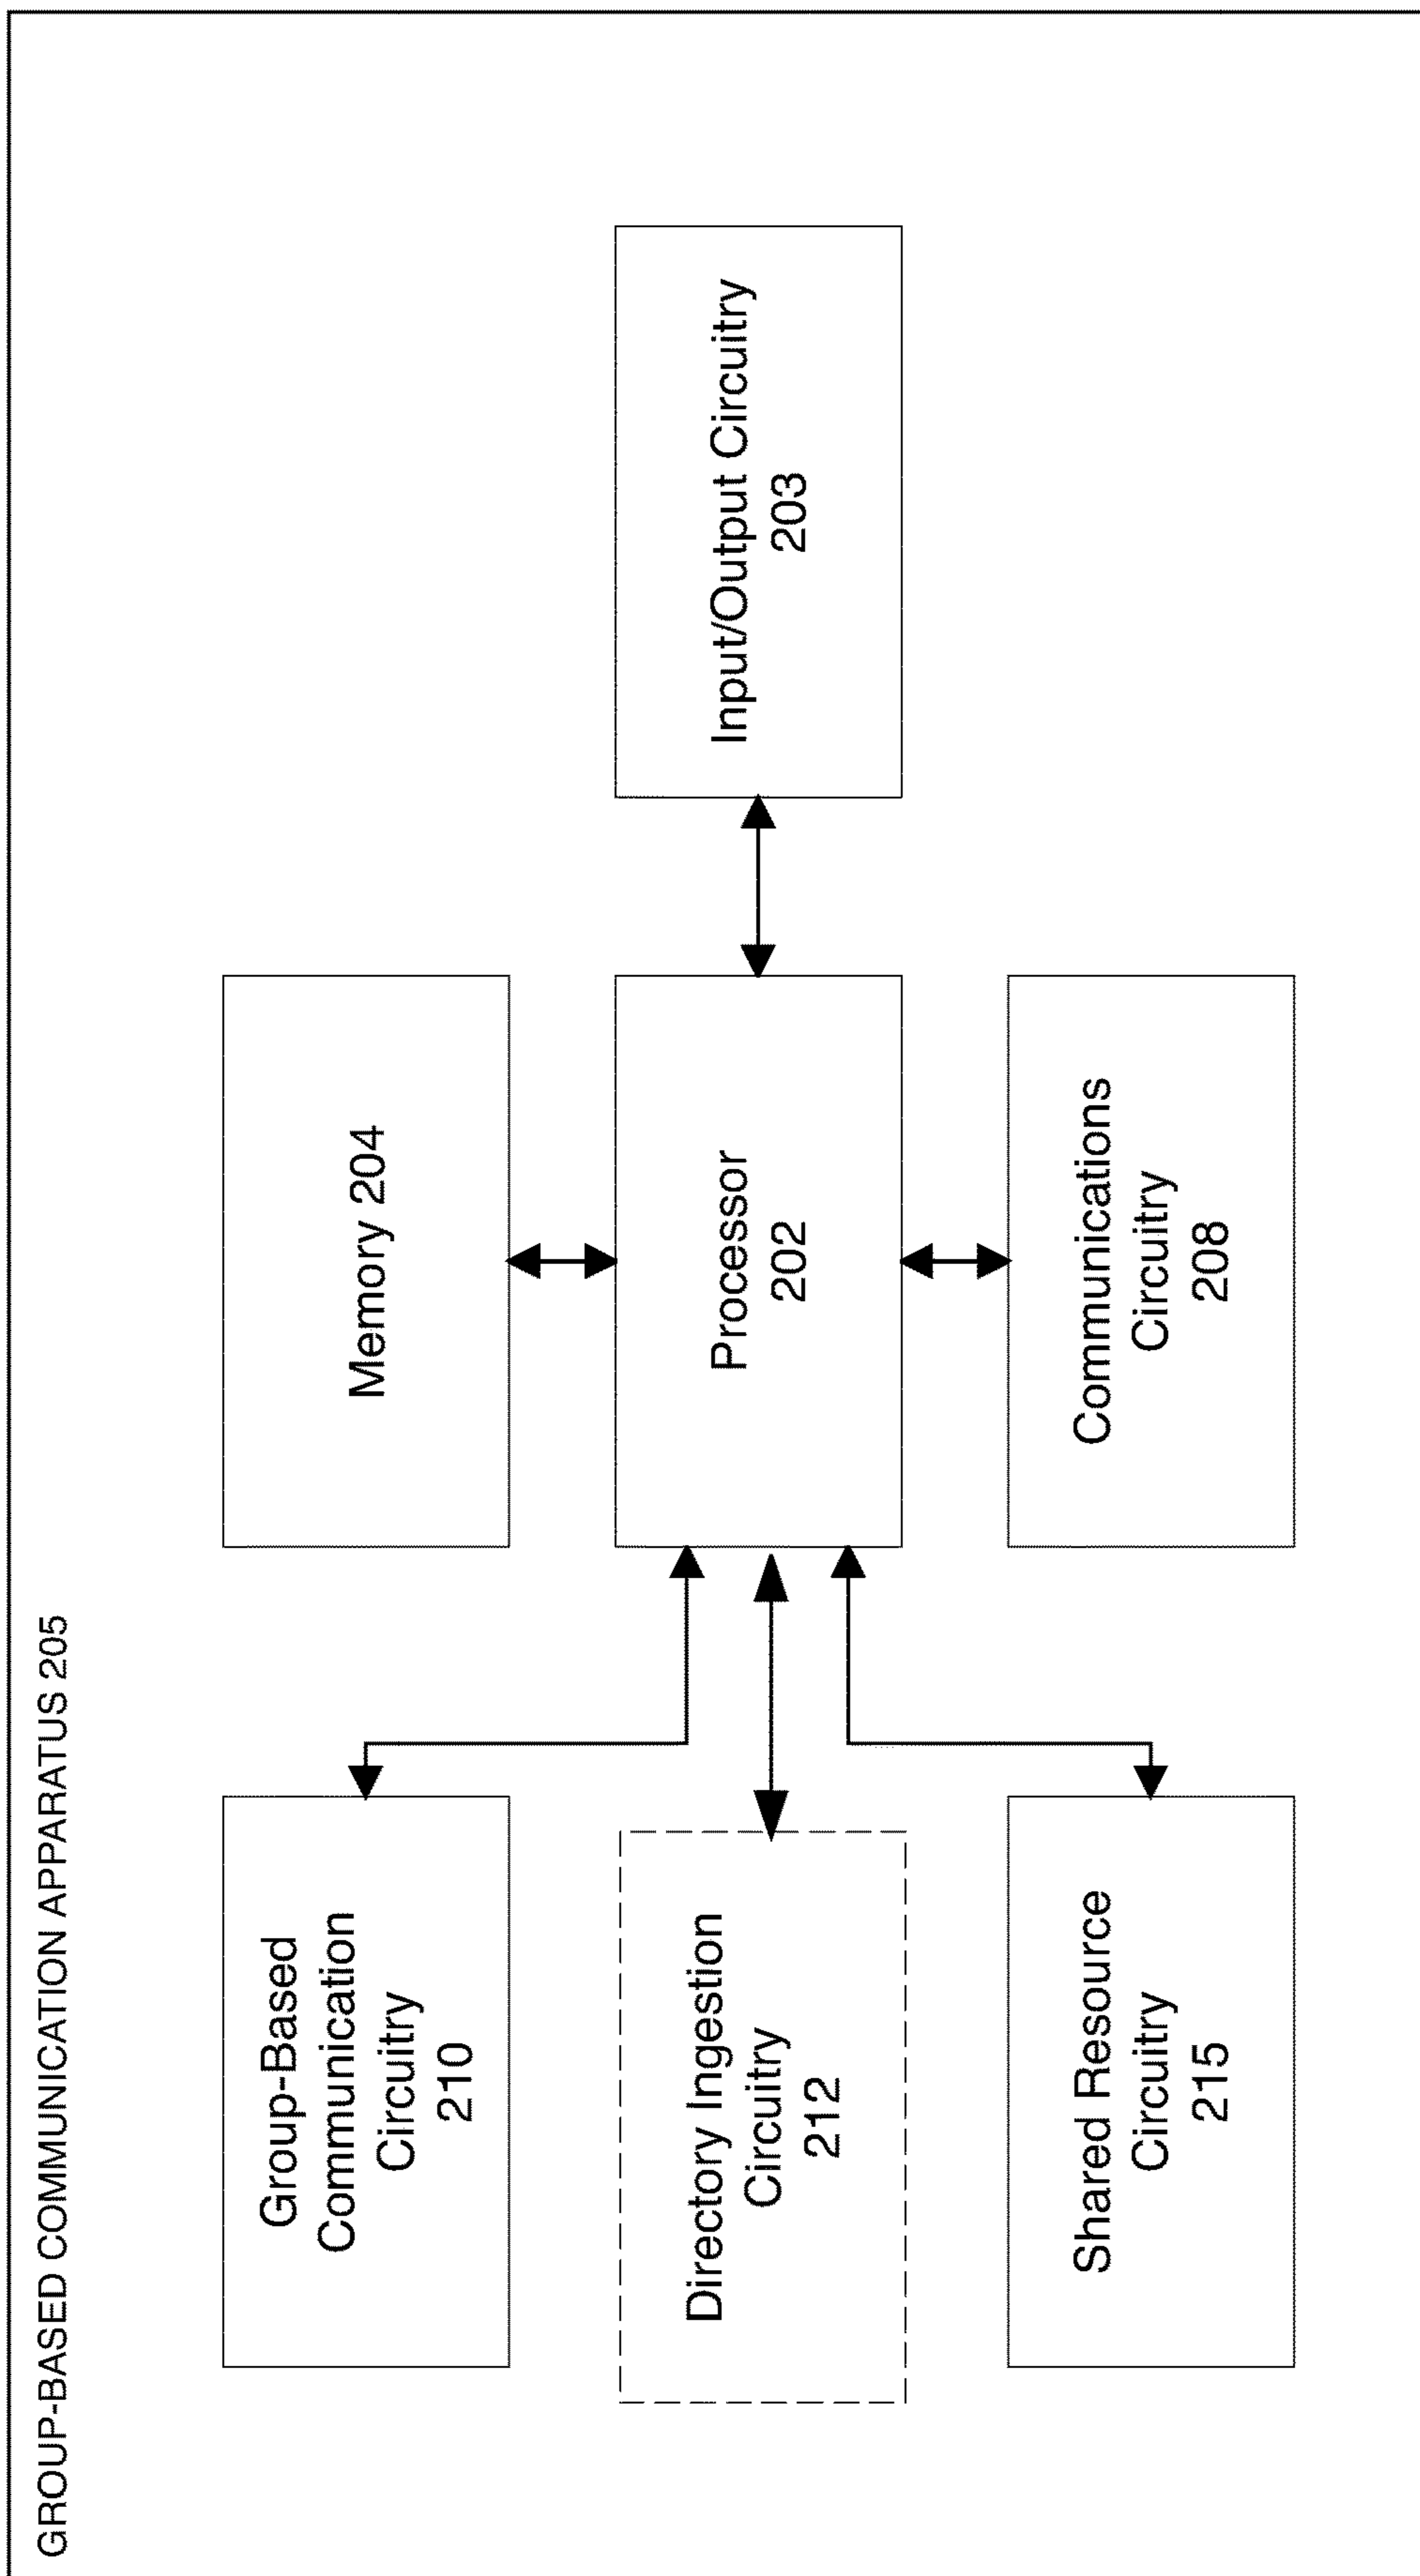 GROUP-BASED COMMUNICATION APPARATUS 205
Group-Based
Communication
Circuitry
210
Memory 204
Directory Ingestion
Circuitry
212
Processor
202
Input/Output Circuitry
203
Shared Resource
Circuitry
215
Communications
Circuitry
208